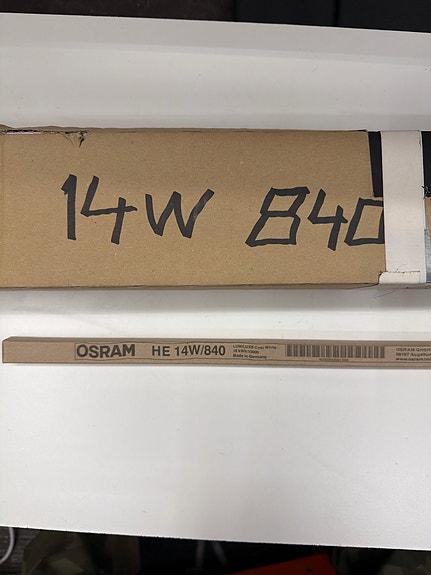 14W 840
OSRAM HE 14W/840
LUMILUX® Cool White
Made in Germany